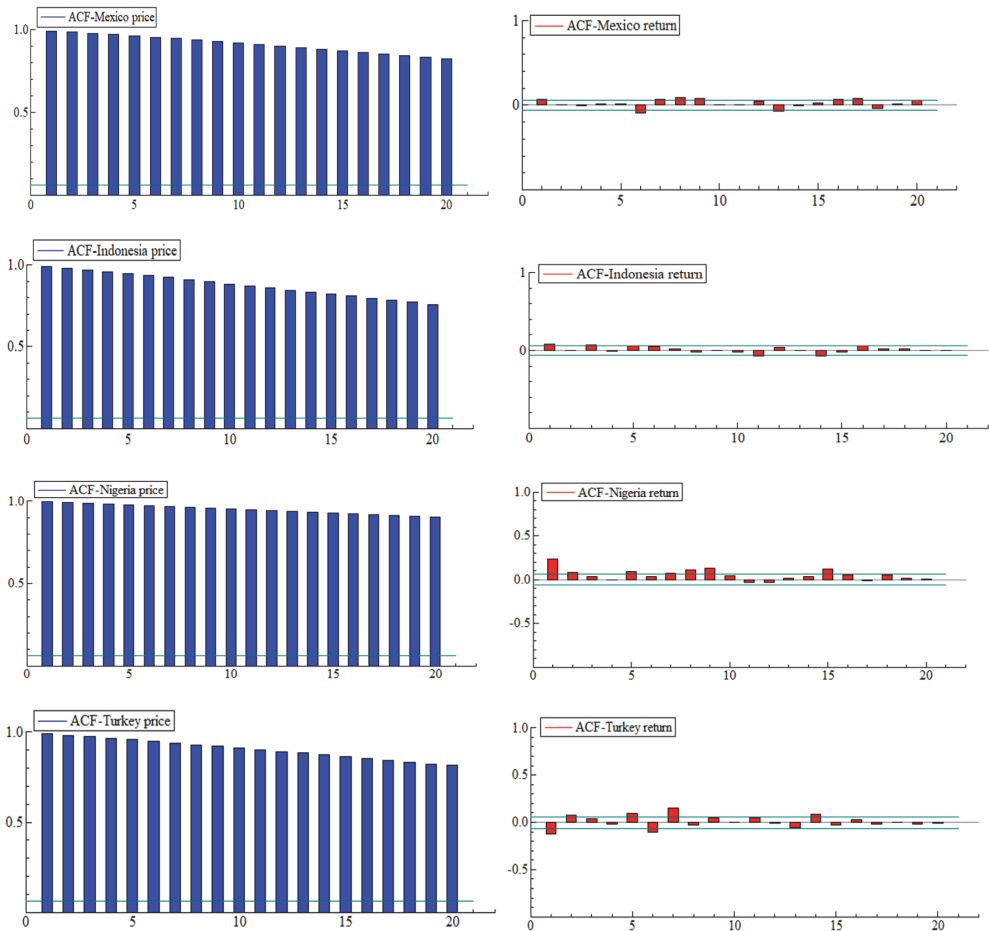 ACF-Mexico price
1.0
0.5
0 5 10 15 20
ACF-Mexico return
1
0
0 5 10 15 20
ACF-Indonesia price
1.0
0.5
0 5 10 15 20
ACF-Indonesia return
1
0
0 5 10 15 20
ACF-Nigeria price
1.0
0.5
0 5 10 15 20
ACF-Nigeria return
1.0
0.5
0.0
-0.5
0 5 10 15 20
ACF-Turkey price
1.0
0.5
0 5 10 15 20
ACF-Turkey return
1.0
0.5
0.0
-0.5
0 5 10 15 20